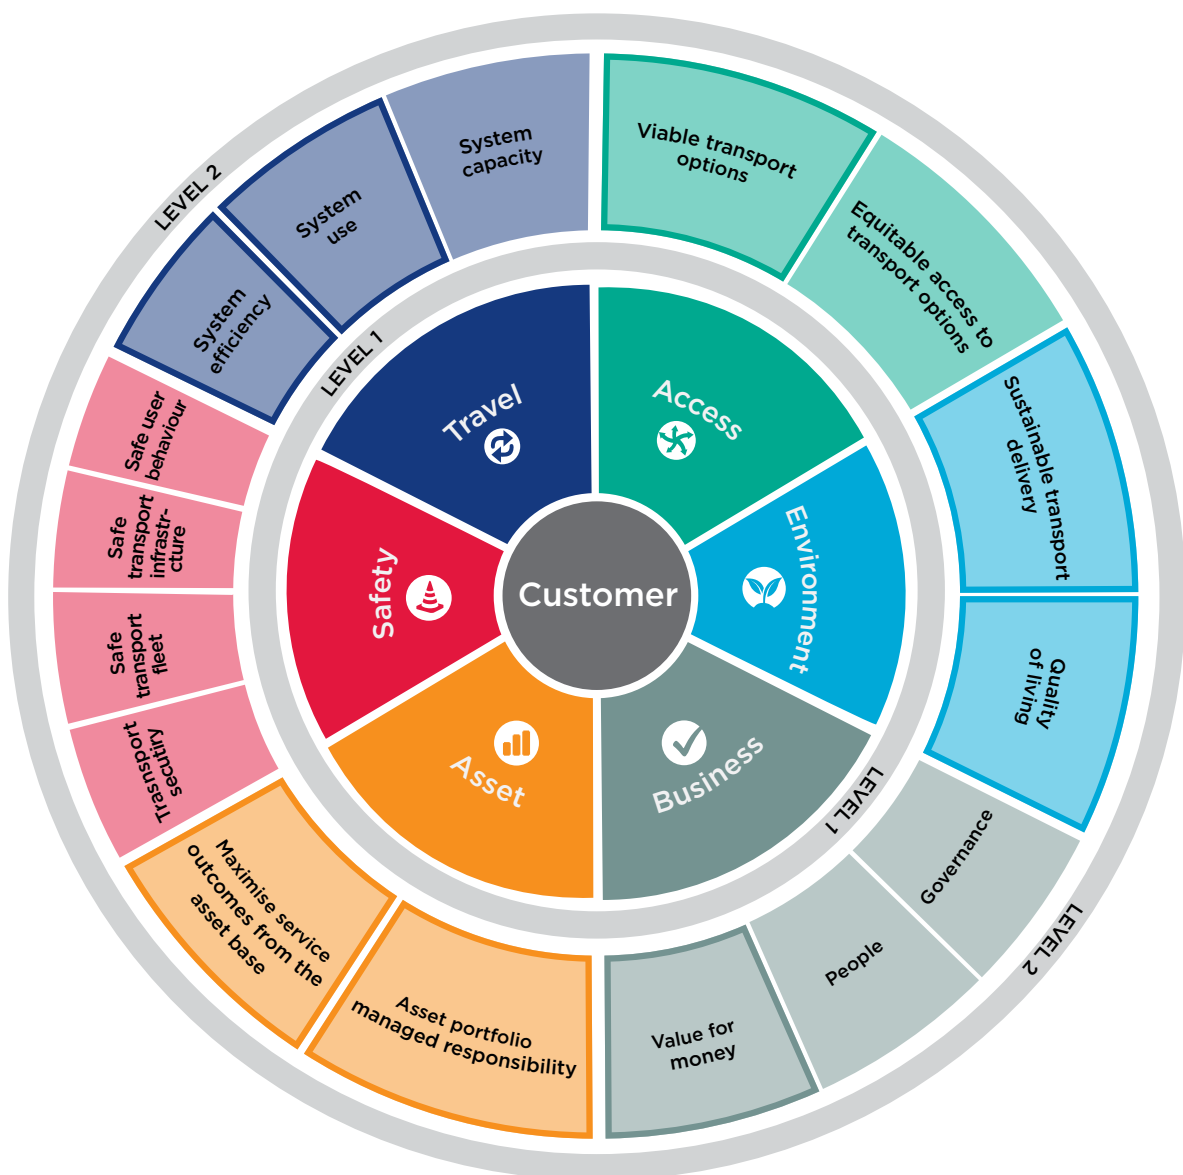 LEVEL 2
LEVEL 1
System
capacity
System
use
System
efficiency
Viable transport
options
Equitable access to
transport options
Sustainable transport
delivery
Quality
of living
Governance
People
Value for
money
Asset portfolio
managed responsibility
Maximise service
outcomes from the
asset base
Trasnsport
secutiry
Safe
transport
fleet
Safe
transport
infrastr-
cture
Safe user
behaviour
Travel
Access
Environment
Business
Asset
Safety
Customer
LEVEL 1
LEVEL 2